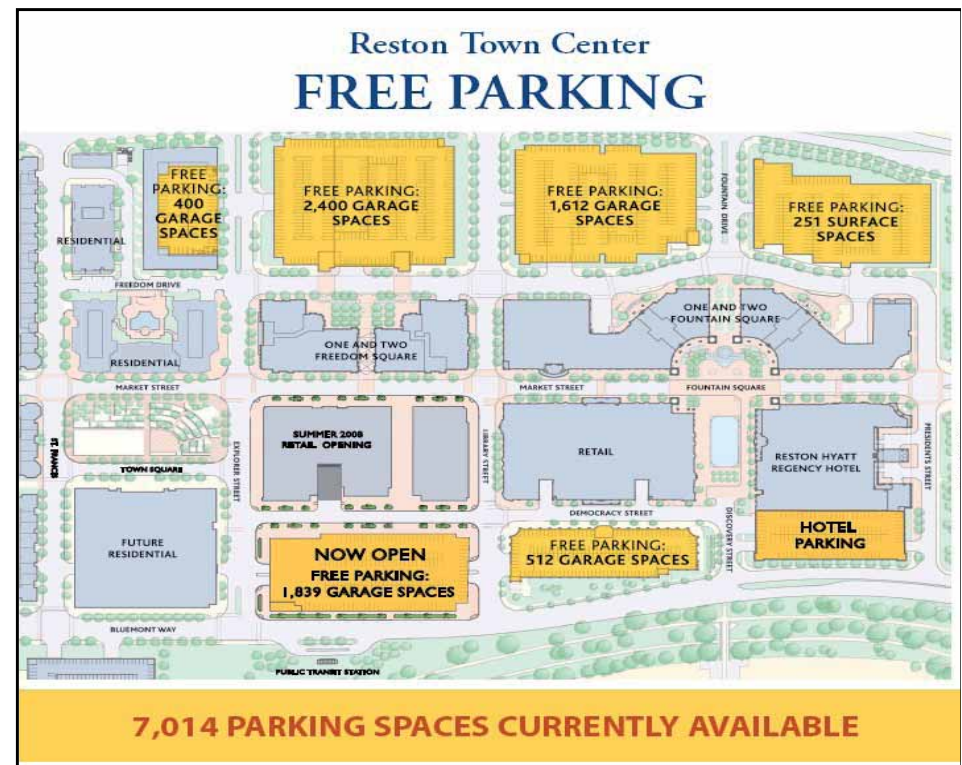 Reston Town Center
FREE PARKING
FREE
PARKING:
400
GARAGE
SPACES
FREE PARKING:
2,400 GARAGE
SPACES
FREE PARKING:
1,612 GARAGE
SPACES
FOUNTAIN DRIVE
FREE PARKING:
251 SURFACE
SPACES
RESIDENTIAL
FREEDOM DRIVE
RESIDENTIAL
ONE AND TWO
FREEDOM SQUARE
ONE AND TWO
FOUNTAIN SQUARE
MARKET STREET
MARKET STREET
FOUNTAIN SQUARE
ST. FRANCIS
TOWN SQUARE
EXPLORER STREET
SUMMER 2008
RETAIL OPENING
LIBRARY STREET
RETAIL
RESTON HYATT
REGENCY HOTEL
PRESIDENTS STREET
DEMOCRACY STREET
DISCOVERY STREET
FUTURE
RESIDENTIAL
NOW OPEN
FREE PARKING:
1,839 GARAGE SPACES
FREE PARKING:
512 GARAGE SPACES
HOTEL
PARKING
BLUEMONT WAY
PUBLIC TRANSIT STATION
7,014 PARKING SPACES CURRENTLY AVAILABLE